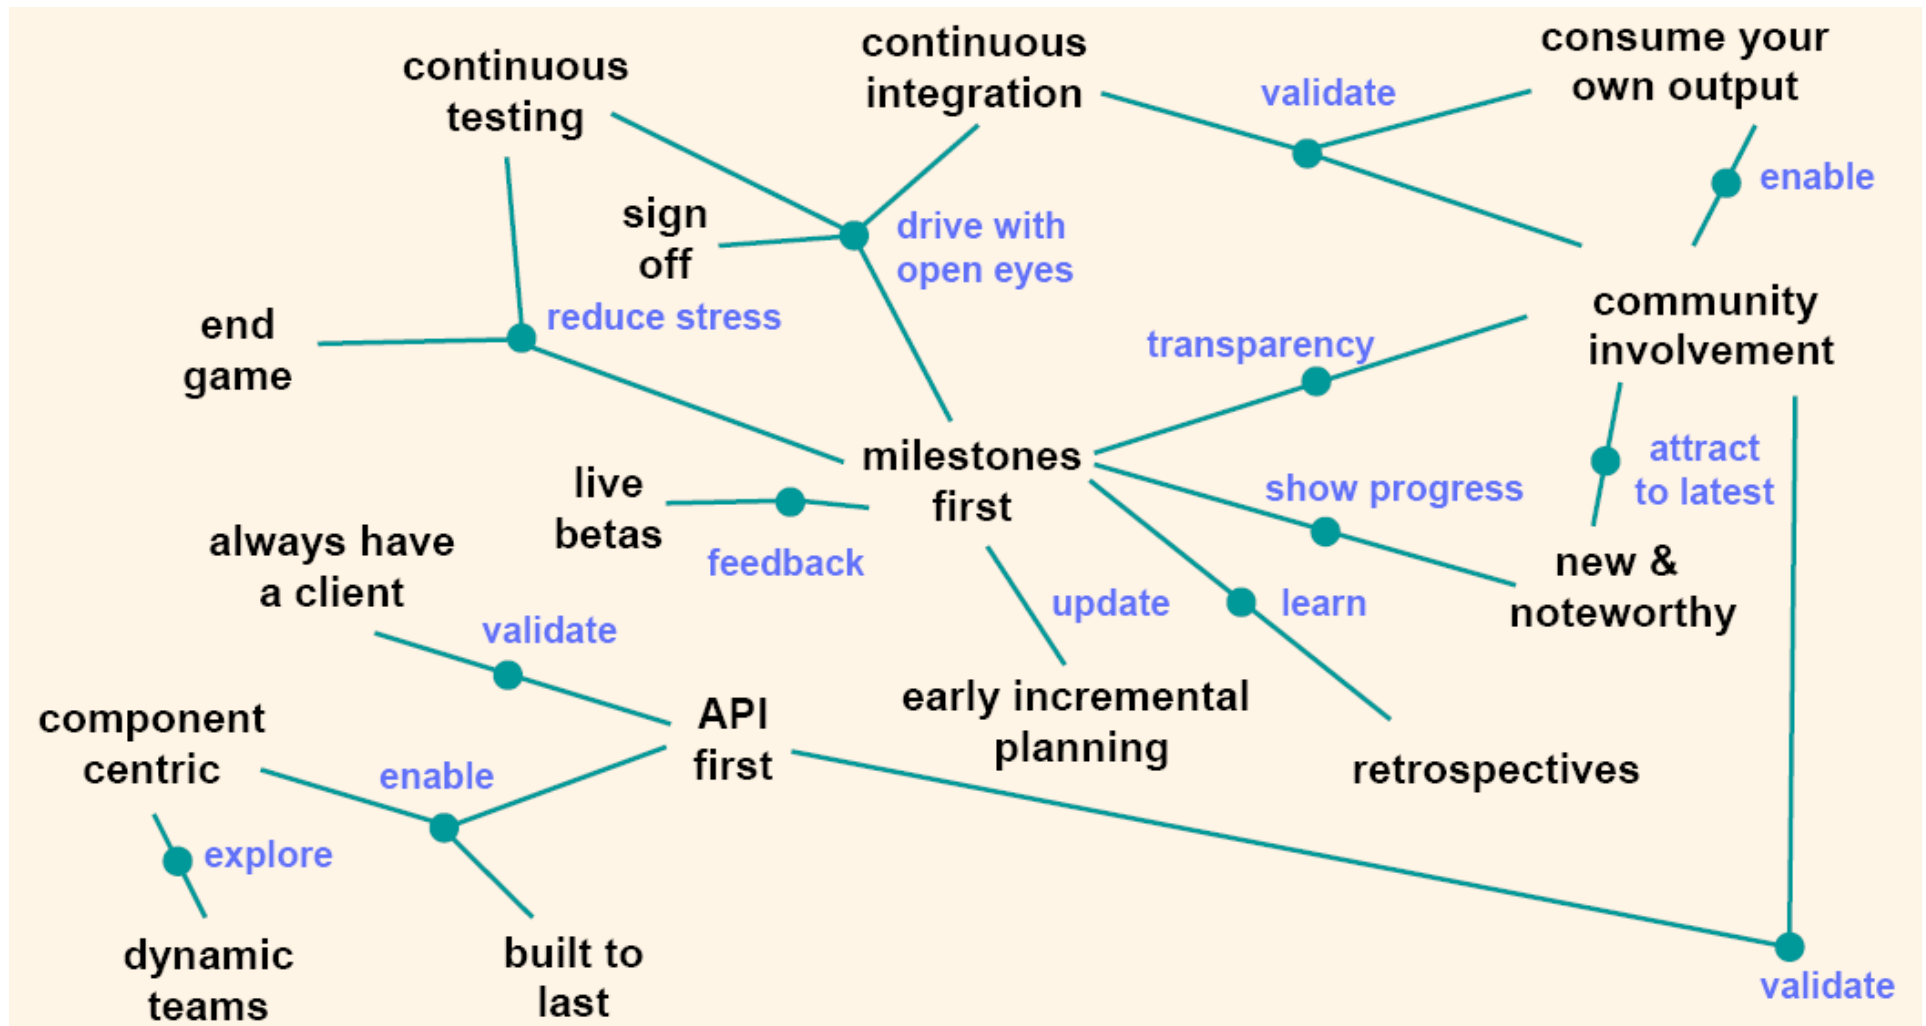 continuous
testing
continuous
integration
validate
consume your
own output
enable
sign
off
drive with
open eyes
end
game
reduce stress
transparency
community
involvement
milestones
first
live
betas
feedback
show progress
attract
to latest
always have
a client
validate
update
learn
new &
noteworthy
component
centric
enable
API
first
early incremental
planning
retrospectives
explore
dynamic
teams
built to
last
validate